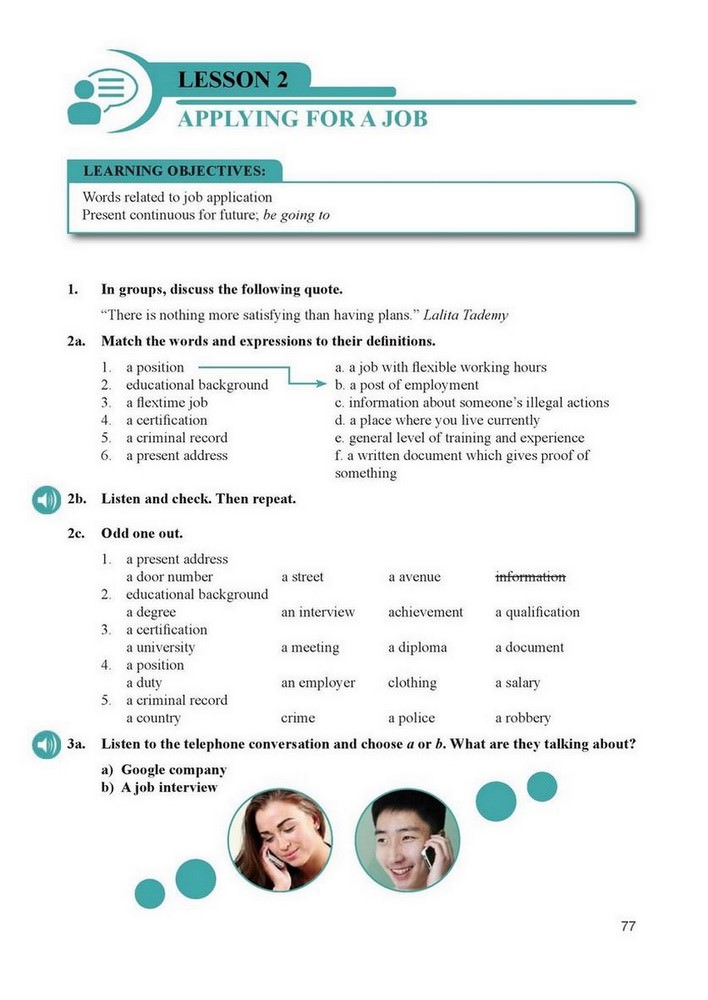 LESSON 2
APPLYING FOR A JOB
LEARNING OBJECTIVES:
Words related to job application
Present continuous for future; be going to
1. In groups, discuss the following quote.
“There is nothing more satisfying than having plans.” Lalita Tademy
2a. Match the words and expressions to their definitions.
1. a position a. a job with flexible working hours
2. educational background b. a post of employment
3. a flextime job c. information about someone’s illegal actions
4. a certification d. a place where you live currently
5. a criminal record e. general level of training and experience
6. a present address f. a written document which gives proof of
something
2b. Listen and check. Then repeat.
2c. Odd one out.
1. a present address
a door number a street a avenue information
2. educational background
a degree an interview achievement a qualification
3. a certification
a university a meeting a diploma a document
4. a position
a duty an employer clothing a salary
5. a criminal record
a country crime a police a robbery
3a. Listen to the telephone conversation and choose a or b. What are they talking about?
a) Google company
b) A job interview
77